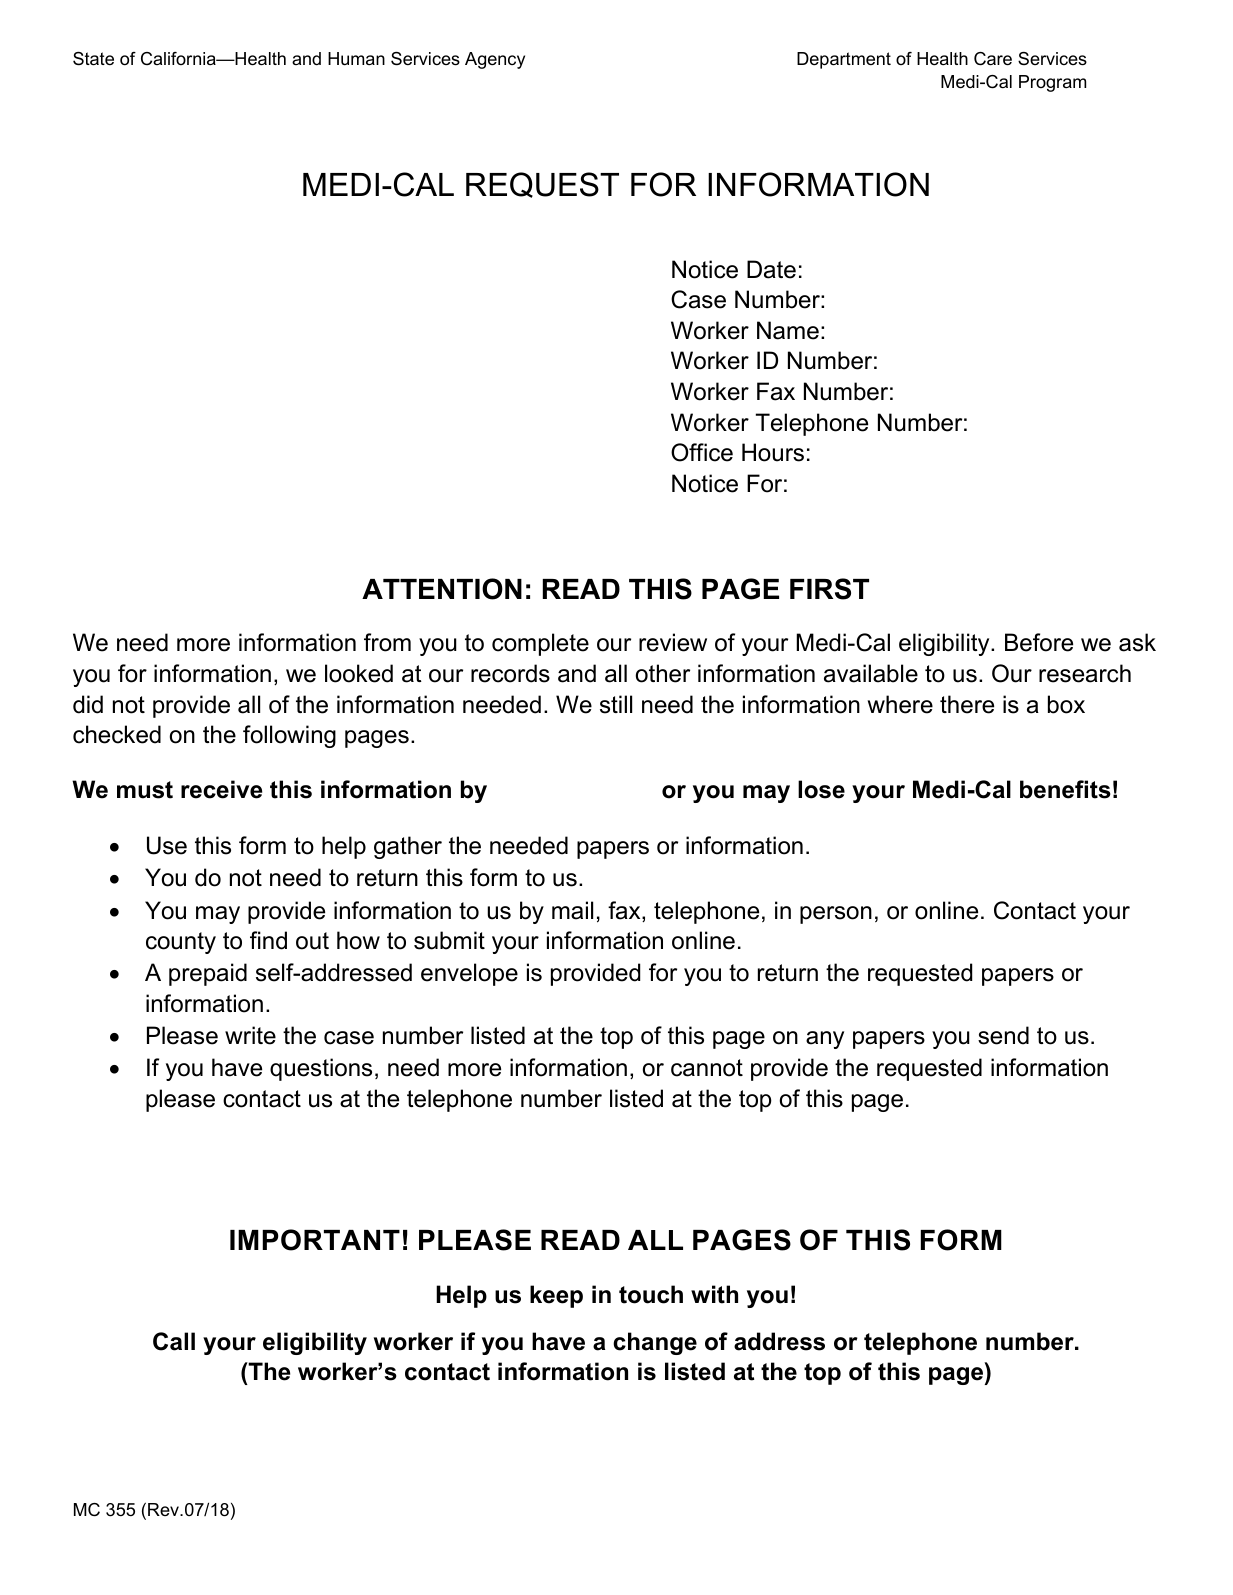 State of California—Health and Human Services Agency
Department of Health Care Services
Medi-Cal Program
MEDI-CAL REQUEST FOR INFORMATION
Notice Date:
Case Number:
Worker Name:
Worker ID Number:
Worker Fax Number:
Worker Telephone Number:
Office Hours:
Notice For:
ATTENTION: READ THIS PAGE FIRST
We need more information from you to complete our review of your Medi-Cal eligibility. Before we ask
you for information, we looked at our records and all other information available to us. Our research
did not provide all of the information needed. We still need the information where there is a box
checked on the following pages.
We must receive this information by or you may lose your Medi-Cal benefits!
• Use this form to help gather the needed papers or information.
• You do not need to return this form to us.
• You may provide information to us by mail, fax, telephone, in person, or online. Contact your
county to find out how to submit your information online.
• A prepaid self-addressed envelope is provided for you to return the requested papers or
information.
• Please write the case number listed at the top of this page on any papers you send to us.
• If you have questions, need more information, or cannot provide the requested information
please contact us at the telephone number listed at the top of this page.
IMPORTANT! PLEASE READ ALL PAGES OF THIS FORM
Help us keep in touch with you!
Call your eligibility worker if you have a change of address or telephone number.
(The worker’s contact information is listed at the top of this page)
MC 355 (Rev.07/18)